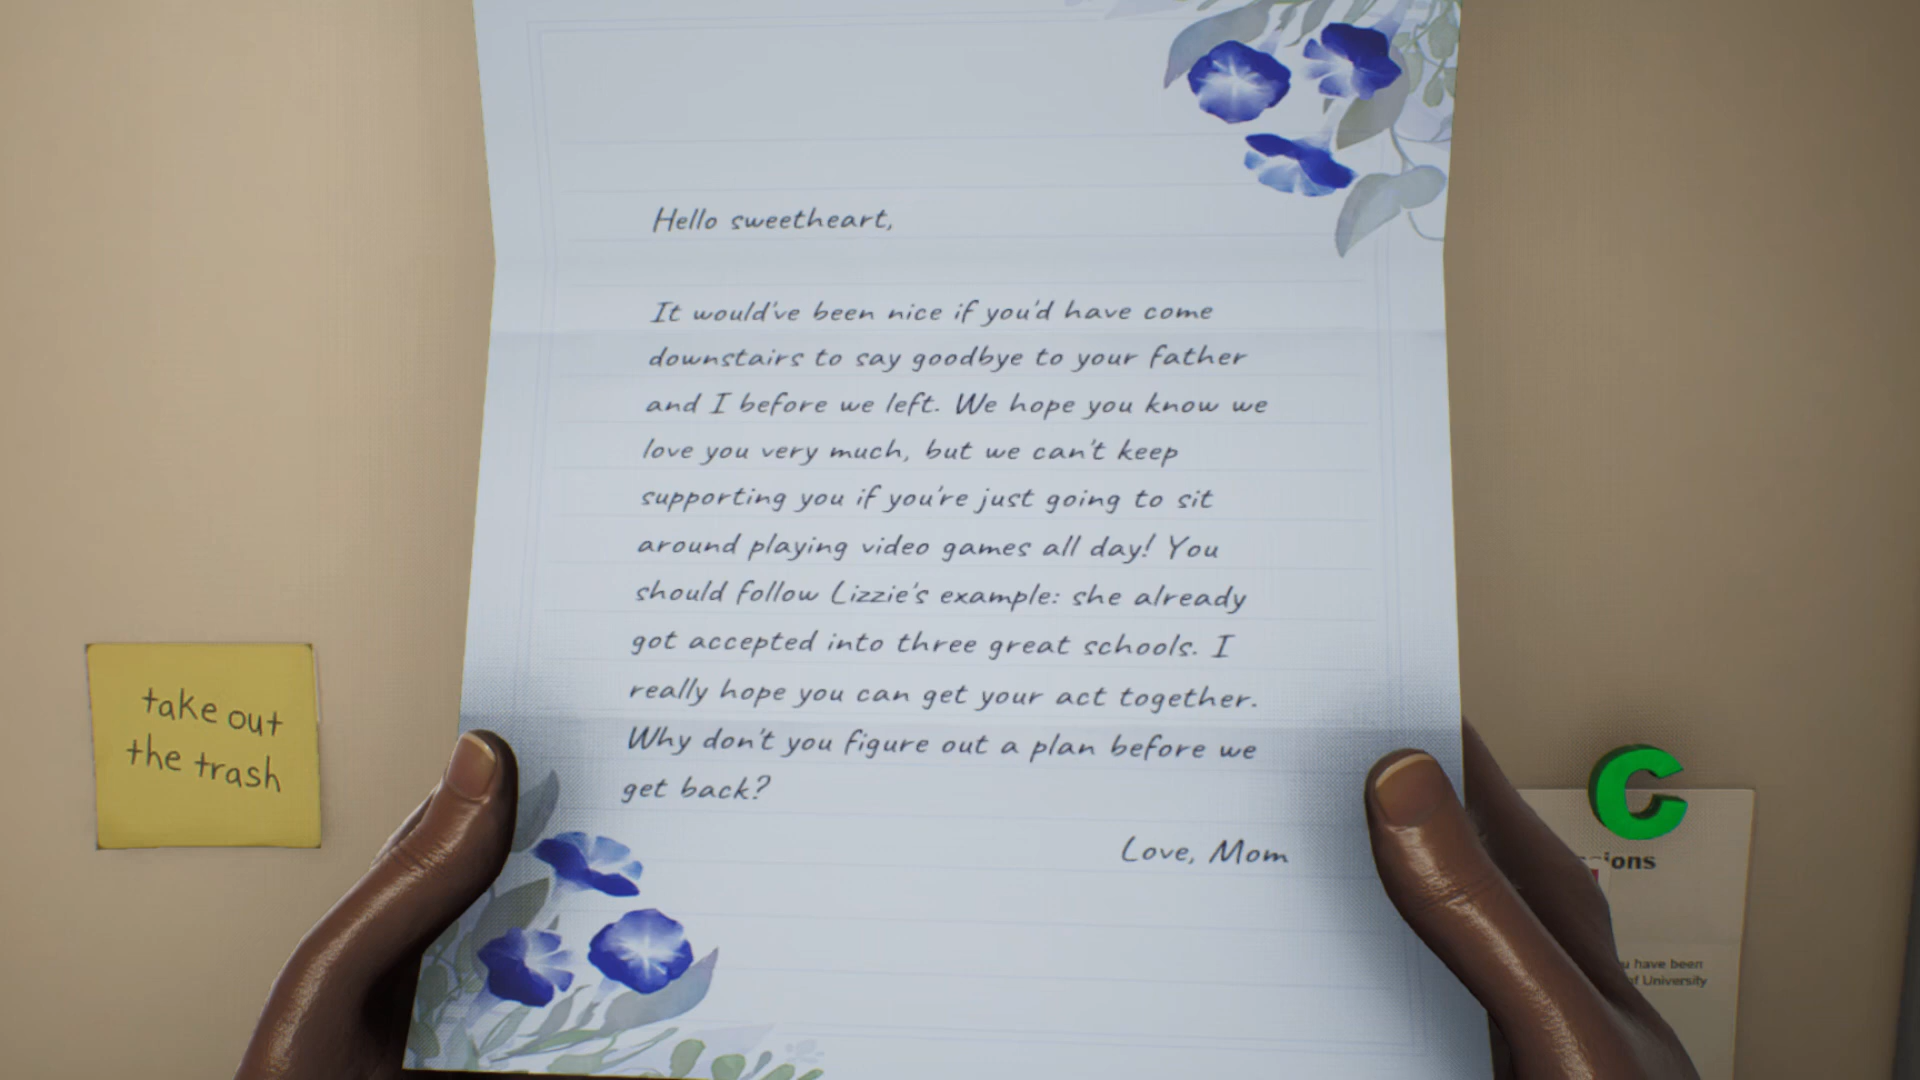 Hello sweetheart,
It would've been nice if you'd have come
downstairs to say goodbye to your father
and I before we left. We hope you know we
love you very much, but we can't keep
supporting you if you're just going to sit
around playing video games all day! You
should follow Lizzie's example: she already
got accepted into three great schools. I
really hope you can get your act together.
Why don't you figure out a plan before we
get back?
Love, Mom
take out
the trash
C
have been
of University